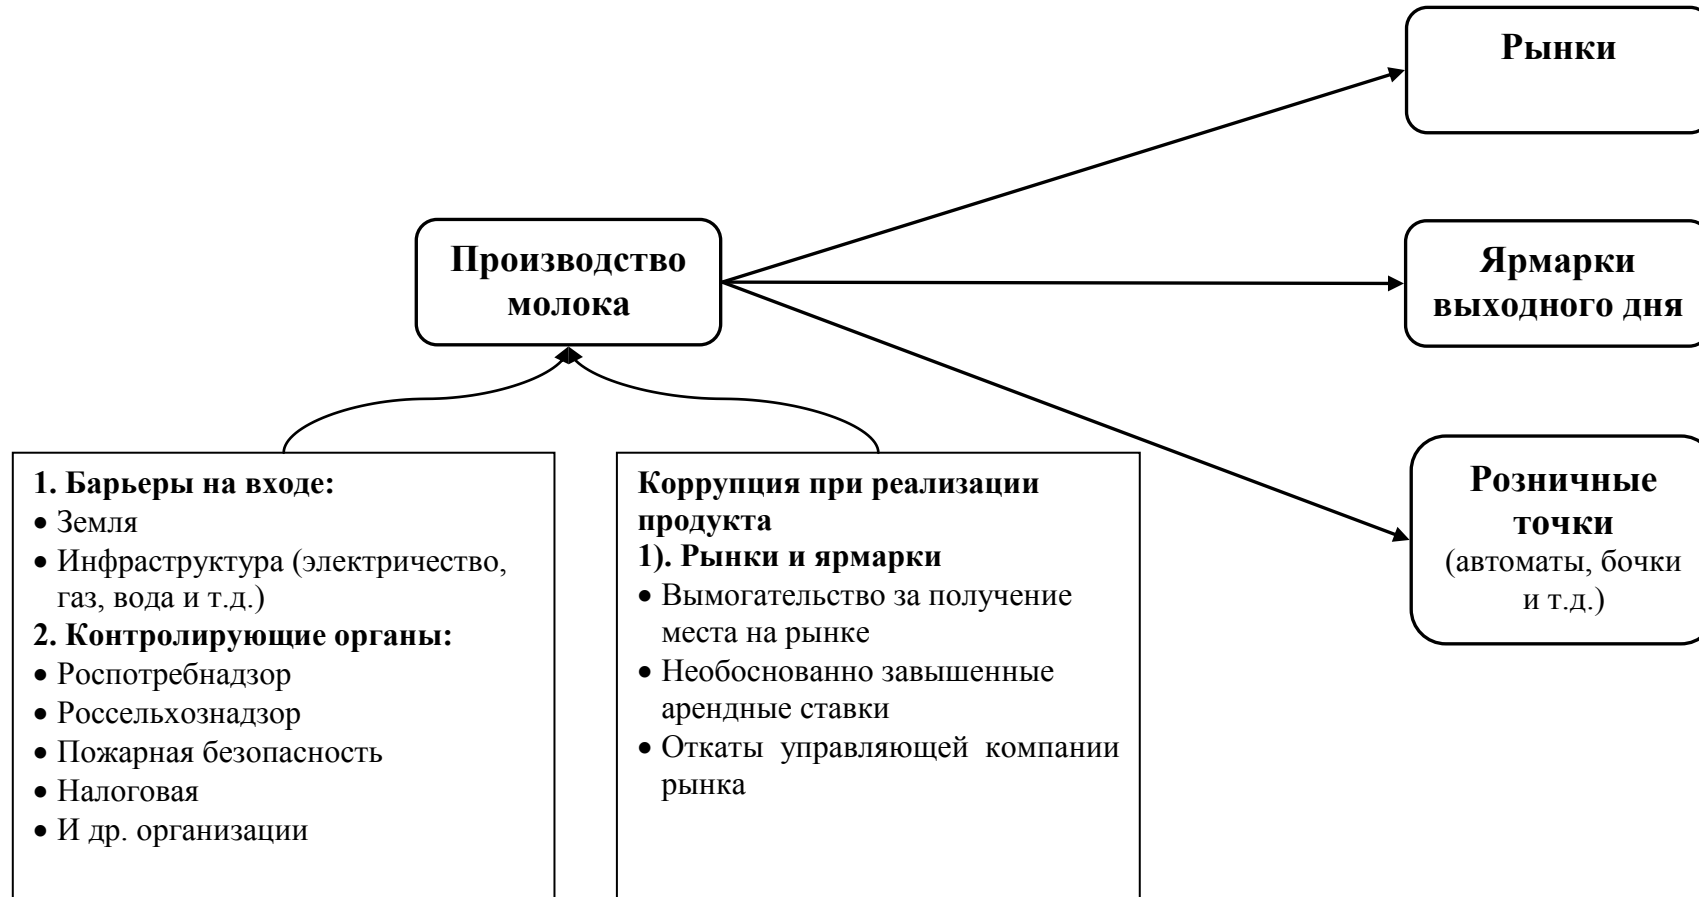 Рынки
Производство
молока
Ярмарки
выходного дня
Розничные
точки
(автоматы, бочки
и т.д.)
1. Барьеры на входе:
• Земля
• Инфраструктура (электричество,
газ, вода и т.д.)
2. Контролирующие органы:
• Роспотребнадзор
• Россельхознадзор
• Пожарная безопасность
• Налоговая
• И др. организации
Коррупция при реализации
продукта
1). Рынки и ярмарки
• Вымогательство за получение
места на рынке
• Необоснованно завышенные
арендные ставки
• Откаты управляющей компании
рынка